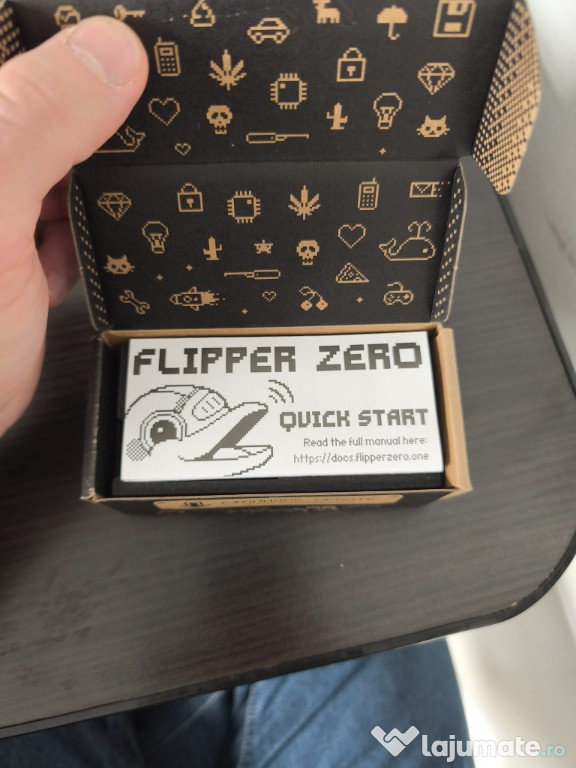 FLIPPER ZERO
QUICK START
Read the full manual here:
https://docs.flipperzero.one
lajumate.ro